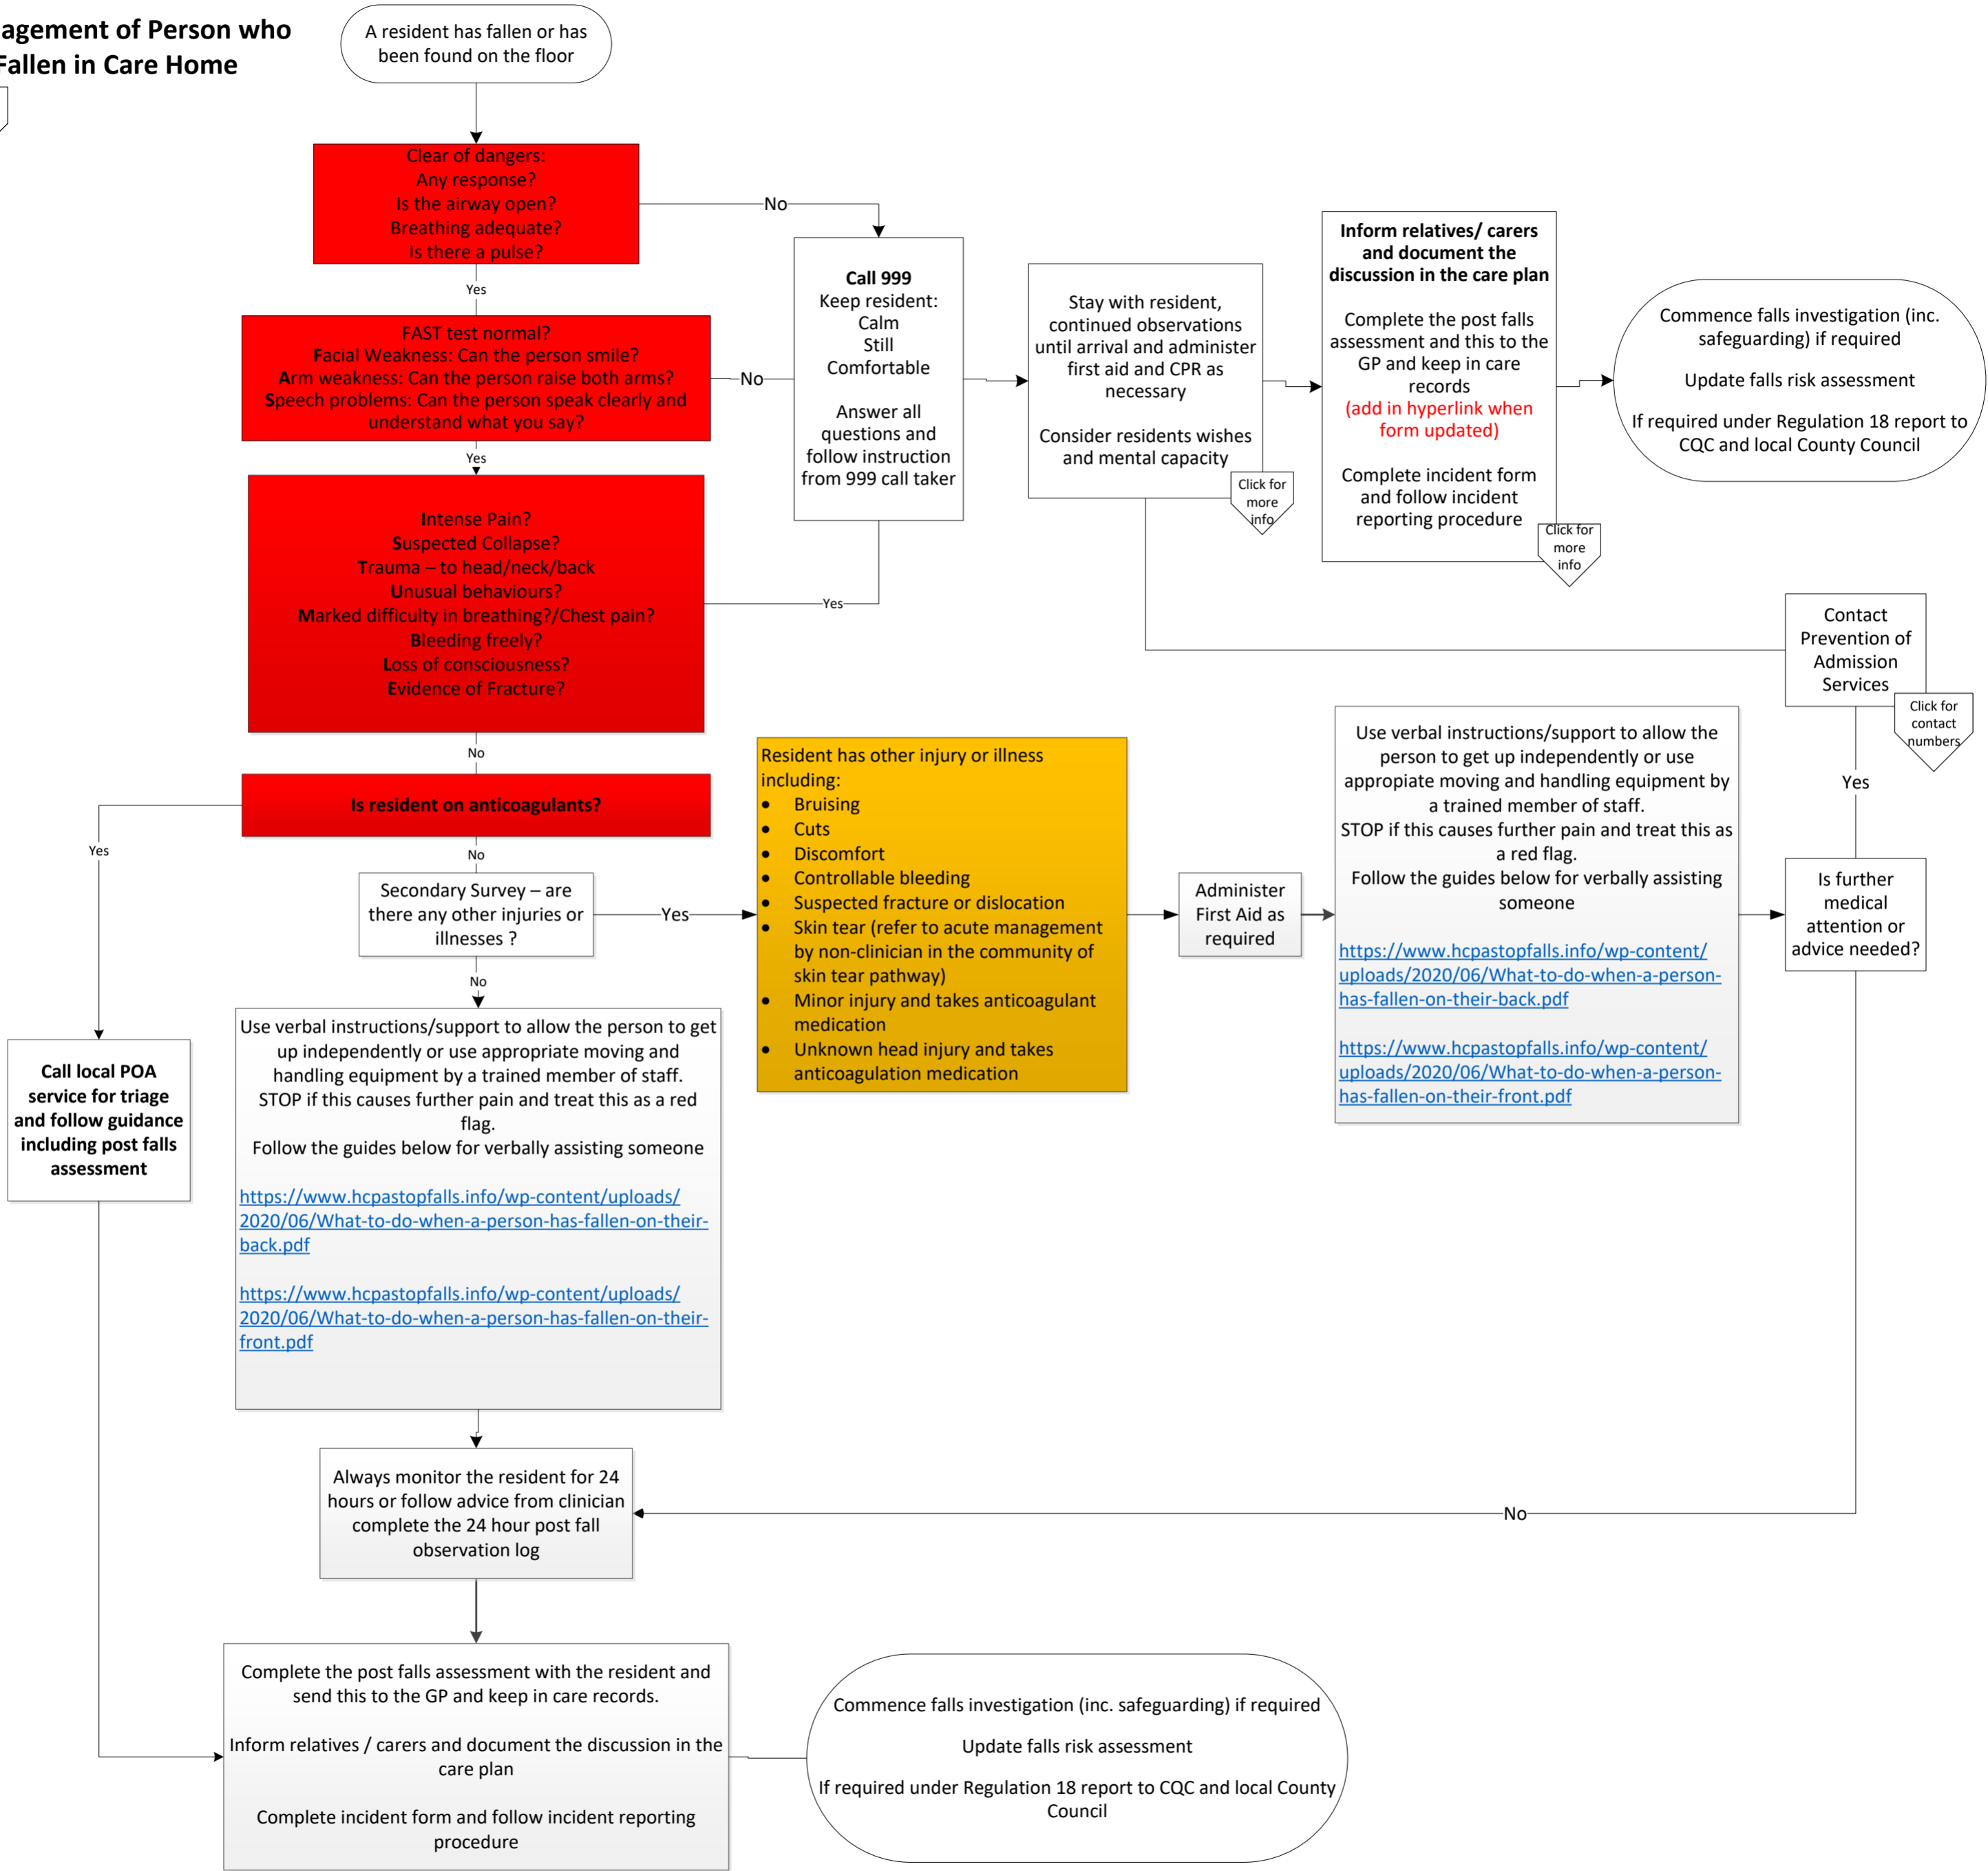 agement of Person who
Fallen in Care Home
A resident has fallen or has
been found on the floor
Clear of dangers:
Any response?
Is the airway open?
Breathing adequate?
Is there a pulse?
No
Yes
FAST test normal?
Facial Weakness: Can the person smile?
Arm weakness: Can the person raise both arms?
Speech problems: Can the person speak clearly and
understand what you say?
No
Yes
Intense Pain?
Suspected Collapse?
Trauma – to head/neck/back
Unusual behaviours?
Marked difficulty in breathing?/Chest pain?
Bleeding freely?
Loss of consciousness?
Evidence of Fracture?
Yes
No
Call 999
Keep resident:
Calm
Still
Comfortable
Answer all
questions and
follow instruction
from 999 call taker
Stay with resident,
continued observations
until arrival and administer
first aid and CPR as
necessary
Consider residents wishes
and mental capacity
Click for
more
info
Inform relatives/ carers
and document the
discussion in the care plan
Complete the post falls
assessment and this to the
GP and keep in care
records
(add in hyperlink when
form updated)
Complete incident form
and follow incident
reporting procedure
Click for
more
info
Commence falls investigation (inc.
safeguarding) if required
Update falls risk assessment
If required under Regulation 18 report to
CQC and local County Council
Contact
Prevention of
Admission
Services
Click for
contact
numbers
Yes
Is resident on anticoagulants?
Yes
No
Secondary Survey – are
there any other injuries or
illnesses ?
Yes
No
Resident has other injury or illness
including:
• Bruising
• Cuts
• Discomfort
• Controllable bleeding
• Suspected fracture or dislocation
• Skin tear (refer to acute management
by non-clinician in the community of
skin tear pathway)
• Minor injury and takes anticoagulant
medication
• Unknown head injury and takes
anticoagulation medication
Administer
First Aid as
required
Use verbal instructions/support to allow the
person to get up independently or use
appropiate moving and handling equipment by
a trained member of staff.
STOP if this causes further pain and treat this as
a red flag.
Follow the guides below for verbally assisting
someone
https://www.hcpastopfalls.info/wp-content/
uploads/2020/06/What-to-do-when-a-person-
has-fallen-on-their-back.pdf
https://www.hcpastopfalls.info/wp-content/
uploads/2020/06/What-to-do-when-a-person-
has-fallen-on-their-front.pdf
Is further
medical
attention or
advice needed?
No
Call local POA
service for triage
and follow guidance
including post falls
assessment
Use verbal instructions/support to allow the person to get
up independently or use appropriate moving and
handling equipment by a trained member of staff.
STOP if this causes further pain and treat this as a red
flag.
Follow the guides below for verbally assisting someone
https://www.hcpastopfalls.info/wp-content/uploads/
2020/06/What-to-do-when-a-person-has-fallen-on-their-
back.pdf
https://www.hcpastopfalls.info/wp-content/uploads/
2020/06/What-to-do-when-a-person-has-fallen-on-their-
front.pdf
Always monitor the resident for 24
hours or follow advice from clinician
complete the 24 hour post fall
observation log
Complete the post falls assessment with the resident and
send this to the GP and keep in care records.
Inform relatives / carers and document the discussion in the
care plan
Complete incident form and follow incident reporting
procedure
Commence falls investigation (inc. safeguarding) if required
Update falls risk assessment
If required under Regulation 18 report to CQC and local County
Council